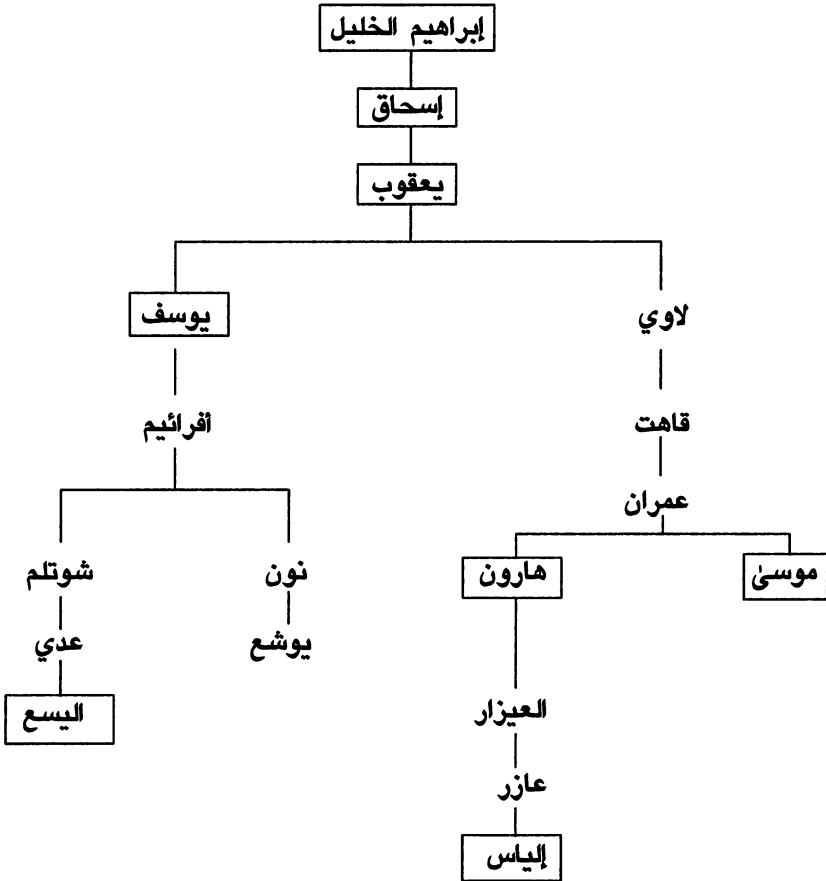 إبراهيم الخليل
إسحاق
يعقوب
لاوي
يوسف
قاهت
أفرائيم
عمران
موسىٰ
هارون
نون
شوتلم
يوشع
عدي
العيزار
اليسع
عازر
إلياس